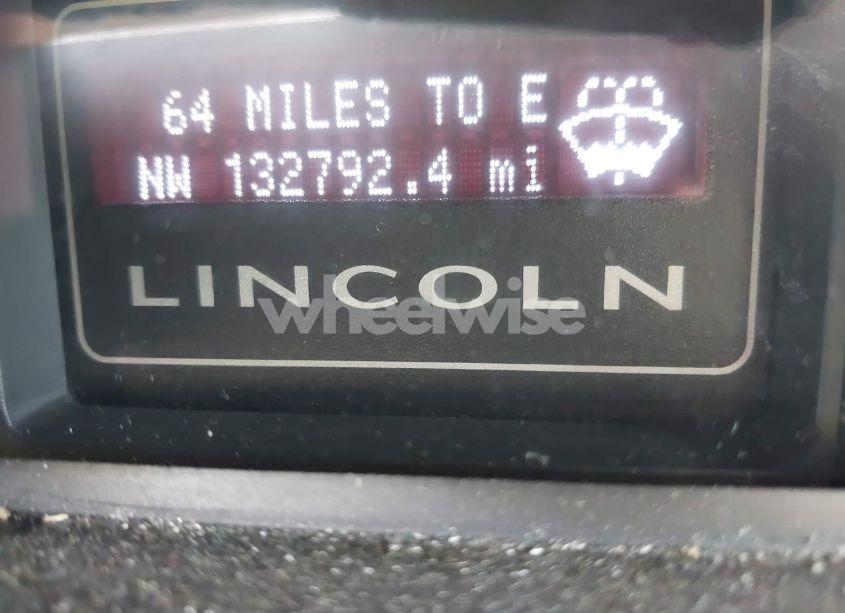 64 MILES TO E
NW 132792.4 mi
LINCOLN
wheelwise